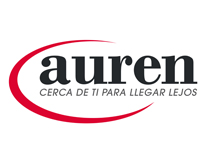 auren
CERCA DE TI PARA LLEGAR LEJOS